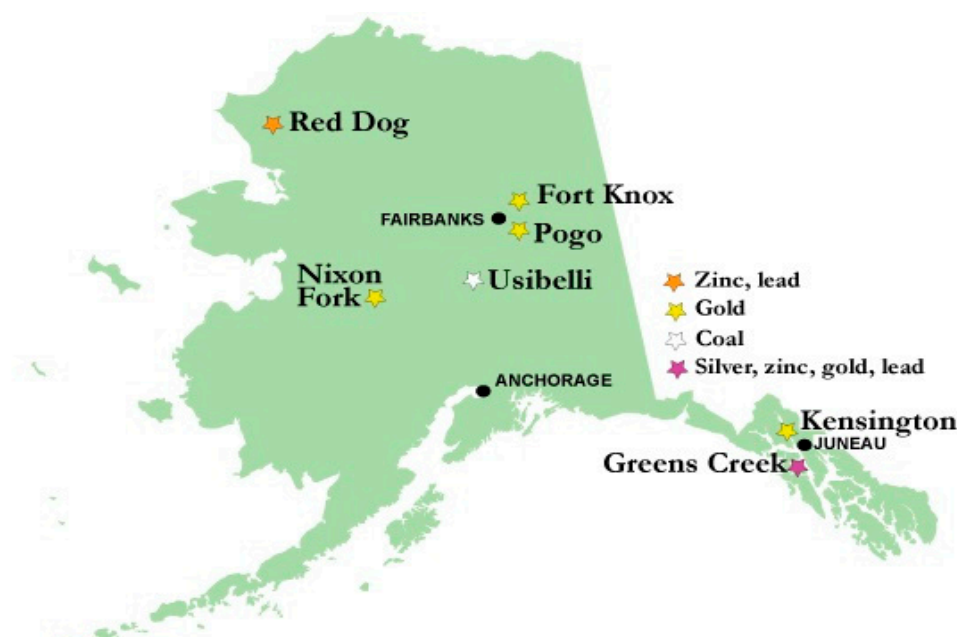 Red Dog
Fort Knox
FAIRBANKS
Pogo
Nixon
Fork
Usibelli
Zinc, lead
Gold
Coal
Silver, zinc, gold, lead
ANCHORAGE
Kensington
JUNEAU
Greens Creek